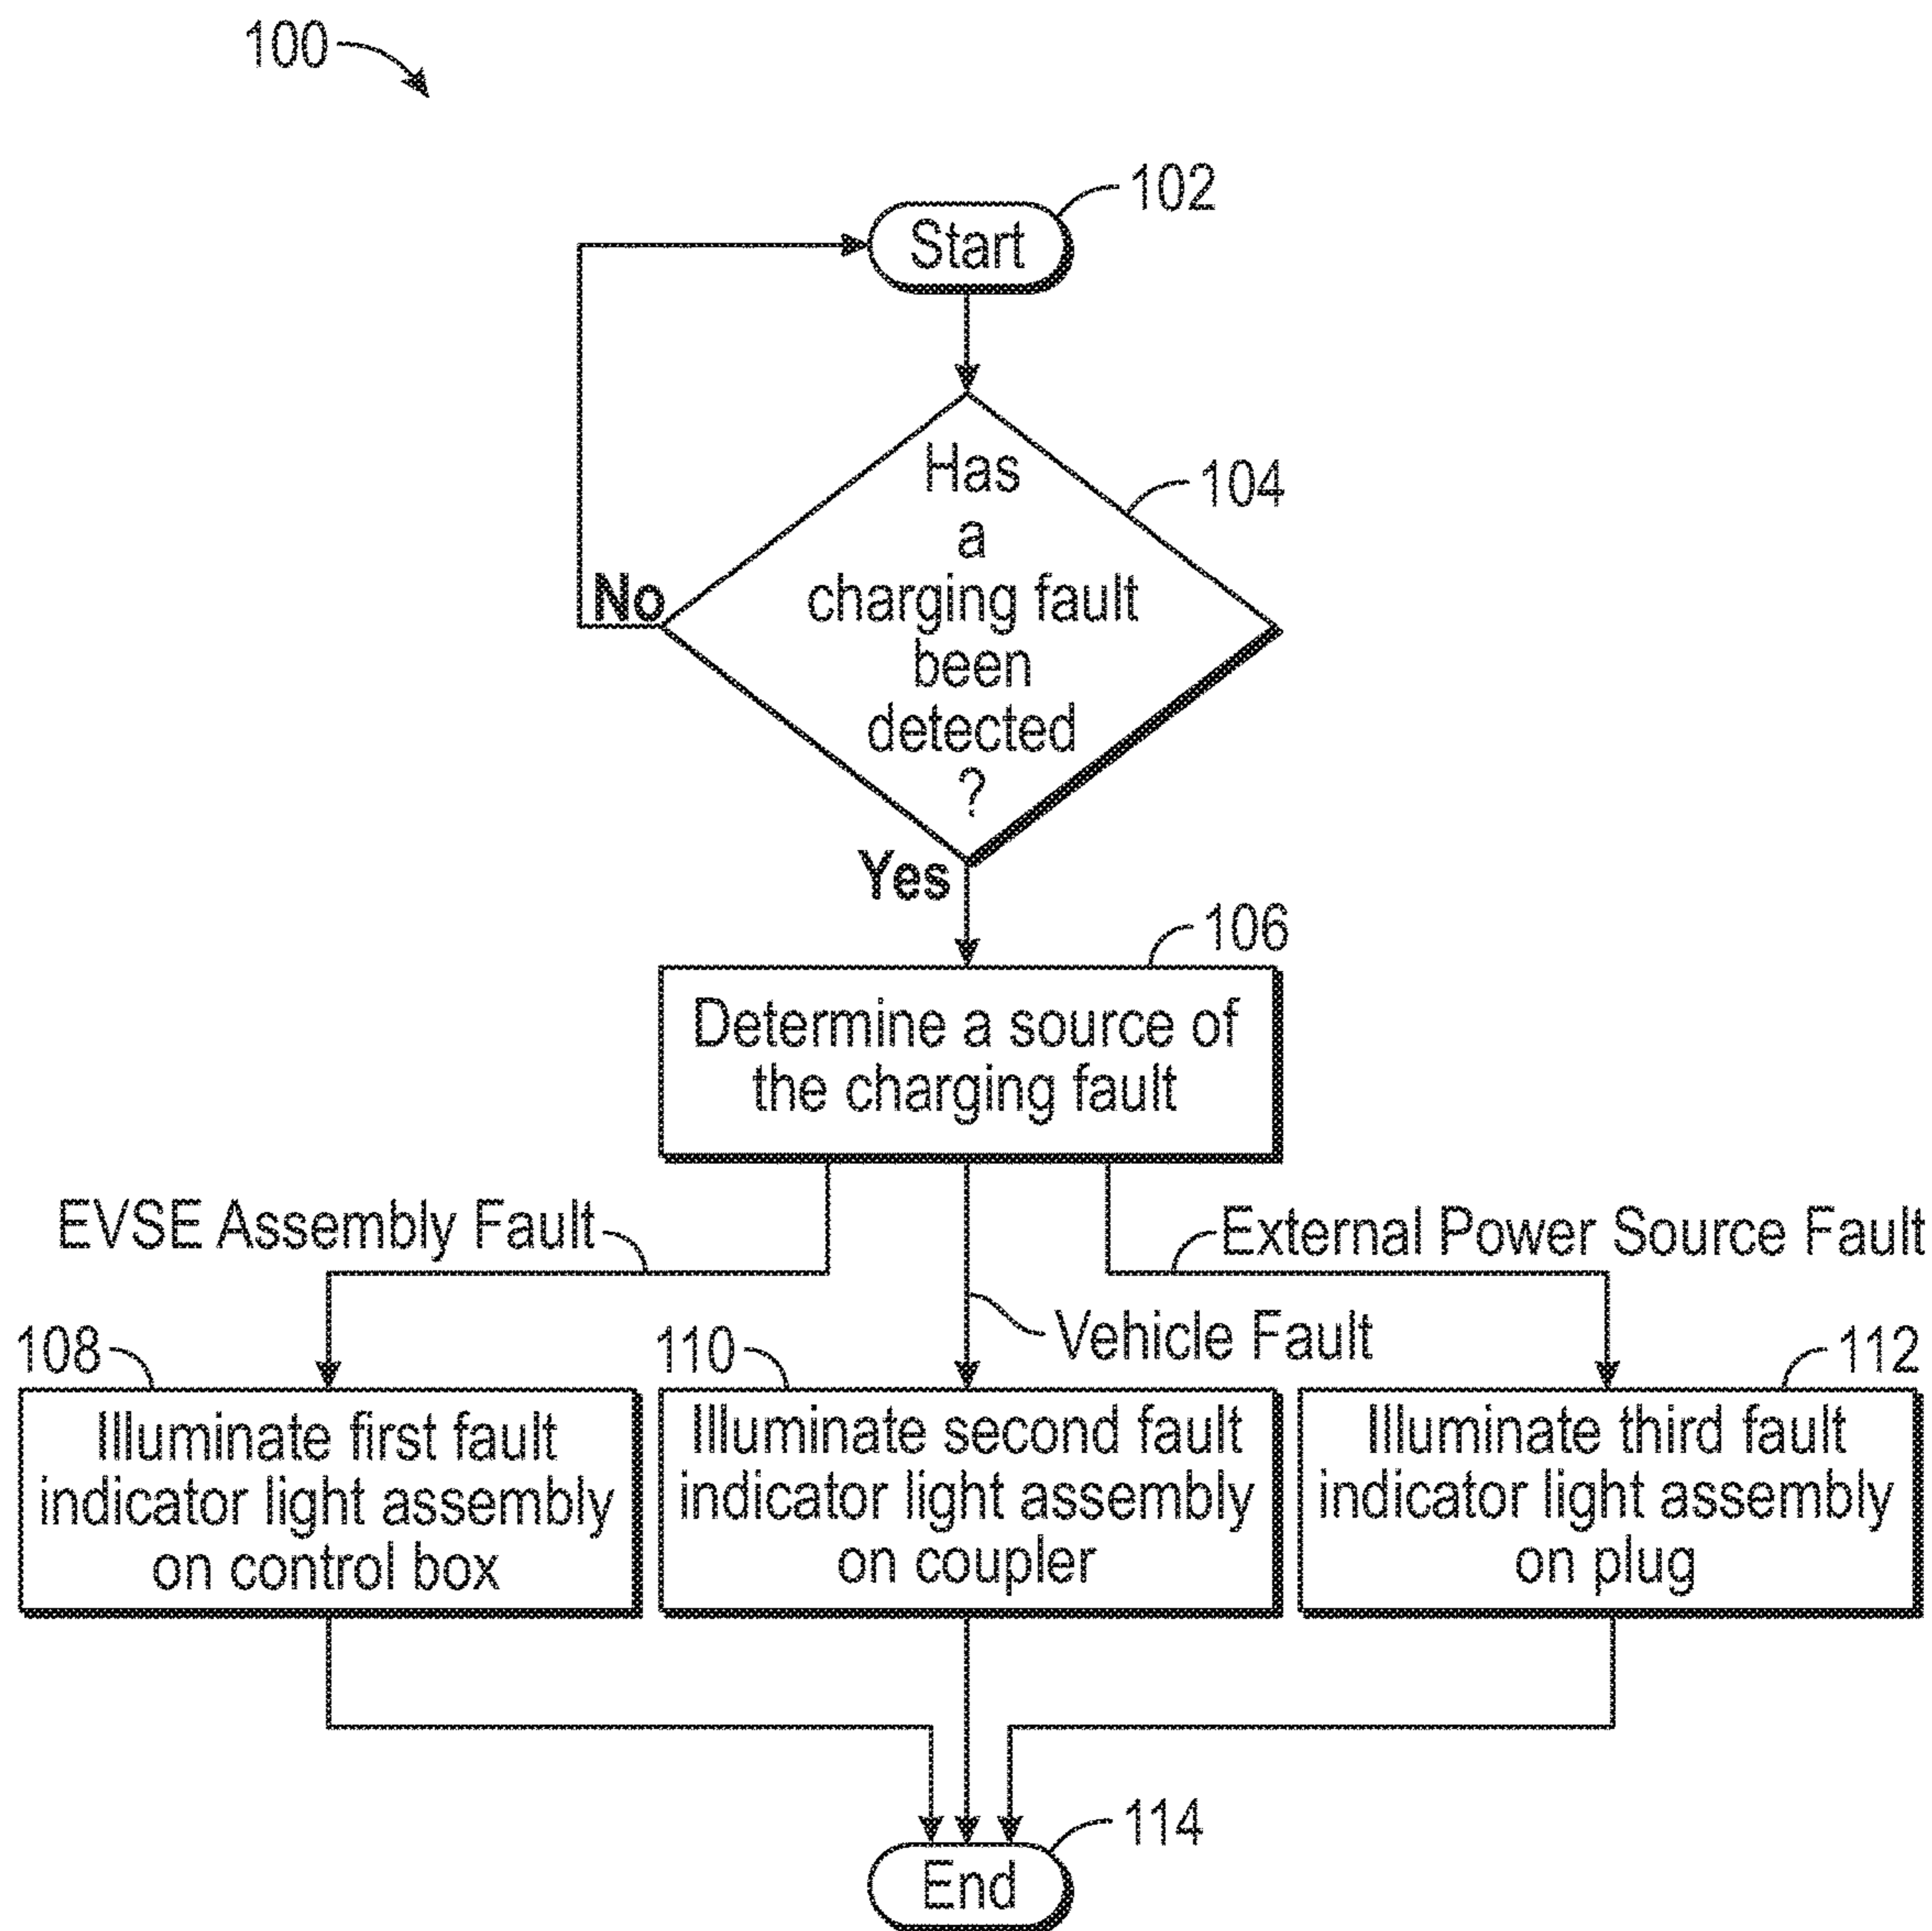 100
102
Start
104
Has
a
charging fault
been
detected
?
No
Yes
106
Determine a source of
the charging fault
EVSE Assembly Fault
External Power Source Fault
Vehicle Fault
108
Illuminate first fault
indicator light assembly
on control box
110
Illuminate second fault
indicator light assembly
on coupler
112
Illuminate third fault
indicator light assembly
on plug
114
End